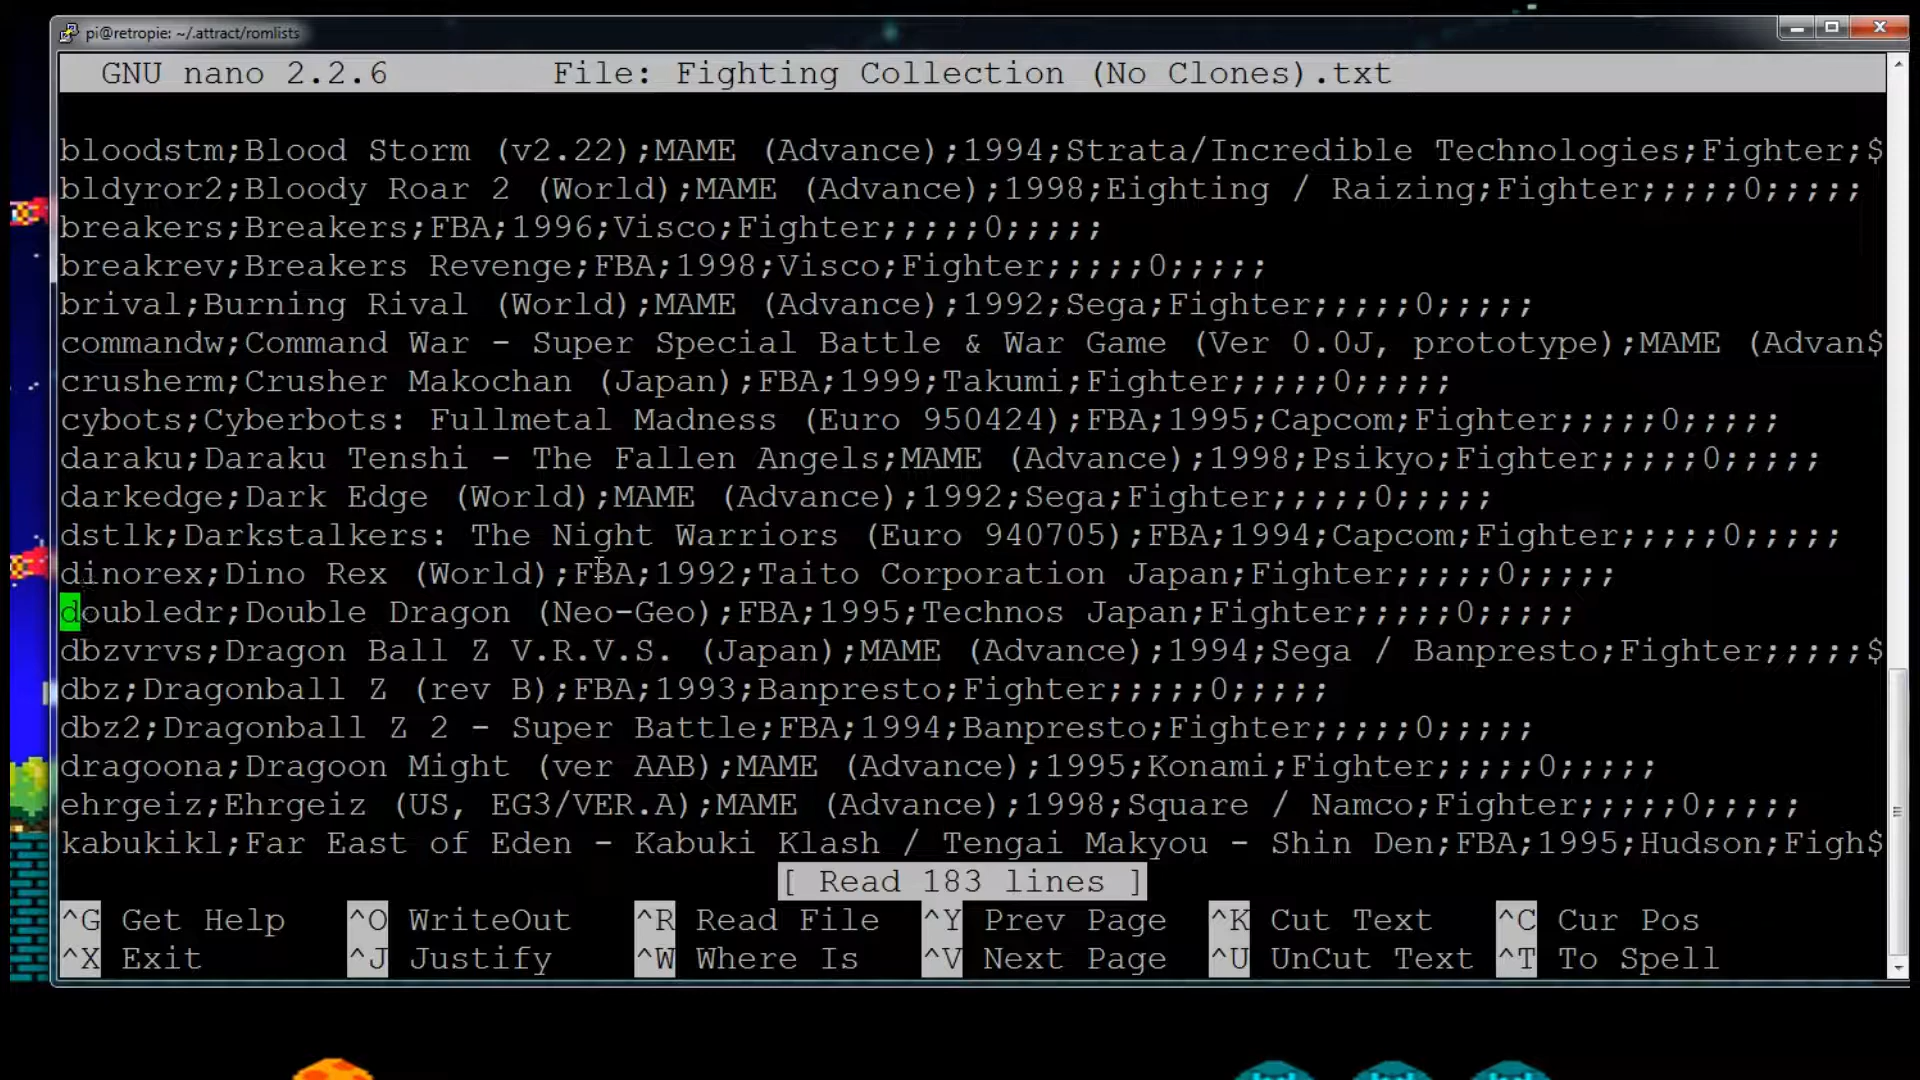 pi@retropie: ~/.attract/romlists
GNU nano 2.2.6 File: Fighting Collection (No Clones).txt
bloodstm;Blood Storm (v2.22);MAME (Advance);1994;Strata/Incredible Technologies;Fighter;$
bldyror2;Bloody Roar 2 (World);MAME (Advance);1998;Eighting / Raizing;Fighter;;;;;0;;;;;
breakers;Breakers;FBA;1996;Visco;Fighter;;;;;0;;;;;
breakrev;Breakers Revenge;FBA;1998;Visco;Fighter;;;;;0;;;;;
brival;Burning Rival (World);MAME (Advance);1992;Sega;Fighter;;;;;0;;;;;
commandw;Command War - Super Special Battle & War Game (Ver 0.0J, prototype);MAME (Advan$
crusherm;Crusher Makochan (Japan);FBA;1999;Takumi;Fighter;;;;;0;;;;;
cybots;Cyberbots: Fullmetal Madness (Euro 950424);FBA;1995;Capcom;Fighter;;;;;0;;;;;
daraku;Daraku Tenshi - The Fallen Angels;MAME (Advance);1998;Psikyo;Fighter;;;;;0;;;;;
darkedge;Dark Edge (World);MAME (Advance);1992;Sega;Fighter;;;;;0;;;;;
dstlk;Darkstalkers: The Night Warriors (Euro 940705);FBA;1994;Capcom;Fighter;;;;;0;;;;;
dinorex;Dino Rex (World);FBA;1992;Taito Corporation Japan;Fighter;;;;;0;;;;;
doubledr;Double Dragon (Neo-Geo);FBA;1995;Technos Japan;Fighter;;;;;0;;;;;
dbzvrvs;Dragon Ball Z V.R.V.S. (Japan);MAME (Advance);1994;Sega / Banpresto;Fighter;;;;;$
dbz;Dragonball Z (rev B);FBA;1993;Banpresto;Fighter;;;;;0;;;;;
dbz2;Dragonball Z 2 - Super Battle;FBA;1994;Banpresto;Fighter;;;;;0;;;;;
dragoona;Dragoon Might (ver AAB);MAME (Advance);1995;Konami;Fighter;;;;;0;;;;;
ehrgeiz;Ehrgeiz (US, EG3/VER.A);MAME (Advance);1998;Square / Namco;Fighter;;;;;0;;;;;
kabukikl;Far East of Eden - Kabuki Klash / Tengai Makyou - Shin Den;FBA;1995;Hudson;Figh$
[ Read 183 lines ]
^G Get Help ^O WriteOut ^R Read File ^Y Prev Page ^K Cut Text ^C Cur Pos
^X Exit ^J Justify ^W Where Is ^V Next Page ^U UnCut Text ^T To Spell